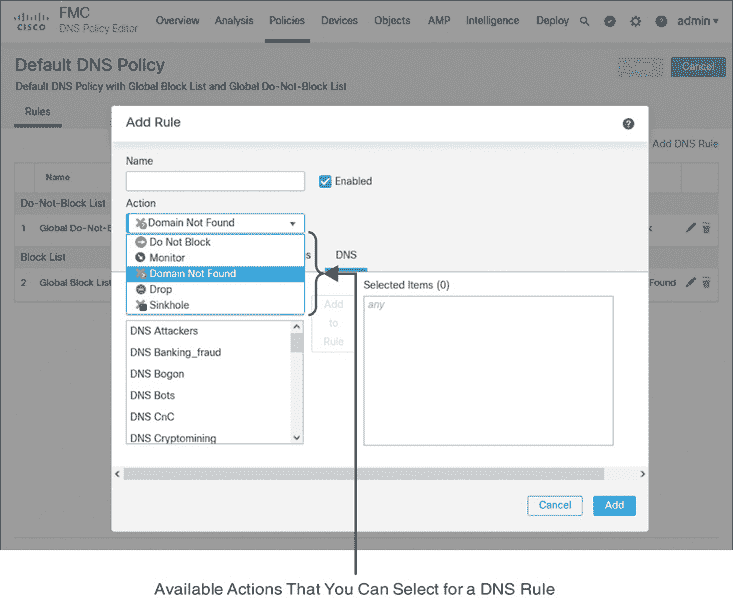 CISCO
FMC
DNS Policy Editor
Overview Analysis Policies Devices Objects AMP Intelligence Deploy admin
Default DNS Policy
Default DNS Policy with Global Block List and Global Do-Not-Block List
Cancel
Rules
Add DNS Rule
Name
Do-Not-Block List
1 Global Do-Not-B
Block List
2 Global Block List
Found
Add Rule
Name
Enabled
Action
Domain Not Found
Do Not Block
Monitor
Domain Not Found
Drop
Sinkhole
s DNS
DNS Attackers
DNS Banking_fraud
DNS Bogon
DNS Bots
DNS CnC
DNS Cryptomining
Add
to
Rule
Selected Items (0)
any
Cancel Add
Available Actions That You Can Select for a DNS Rule